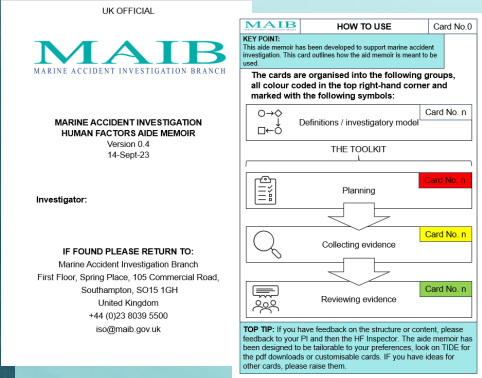 UK OFFICIAL
MAIB
MARINE ACCIDENT INVESTIGATION BRANCH
MARINE ACCIDENT INVESTIGATION
HUMAN FACTORS AIDE MEMOIR
Version 0.4
14-Sept-23
Investigator:
IF FOUND PLEASE RETURN TO:
Marine Accident Investigation Branch
First Floor, Spring Place, 105 Commercial Road,
Southampton, SO15 1GH
United Kingdom
+44 (0)23 8039 5500
iso@maib.gov.uk
MAIB
HOW TO USE
Card No.0
KEY POINT:
This aide memoir has been developed to support marine accident
investigation. This card outlines how the aide memoir is meant to be
used.
The cards are organised into the following groups,
all colour coded in the top right-hand corner and
marked with the following symbols:
Card No. n
Definitions / investigatory model
THE TOOLKIT
Card No. n
Planning
Card No. n
Collecting evidence
Card No. n
Reviewing evidence
TOP TIP: If you have feedback on the structure or content, please
feedback to your PI and then the HF Inspector. The aide memoir has
been designed to be tailorable to your preferences, look on TIDE for
the pdf downloads or customisable cards. IF you have ideas for
other cards, please raise them.